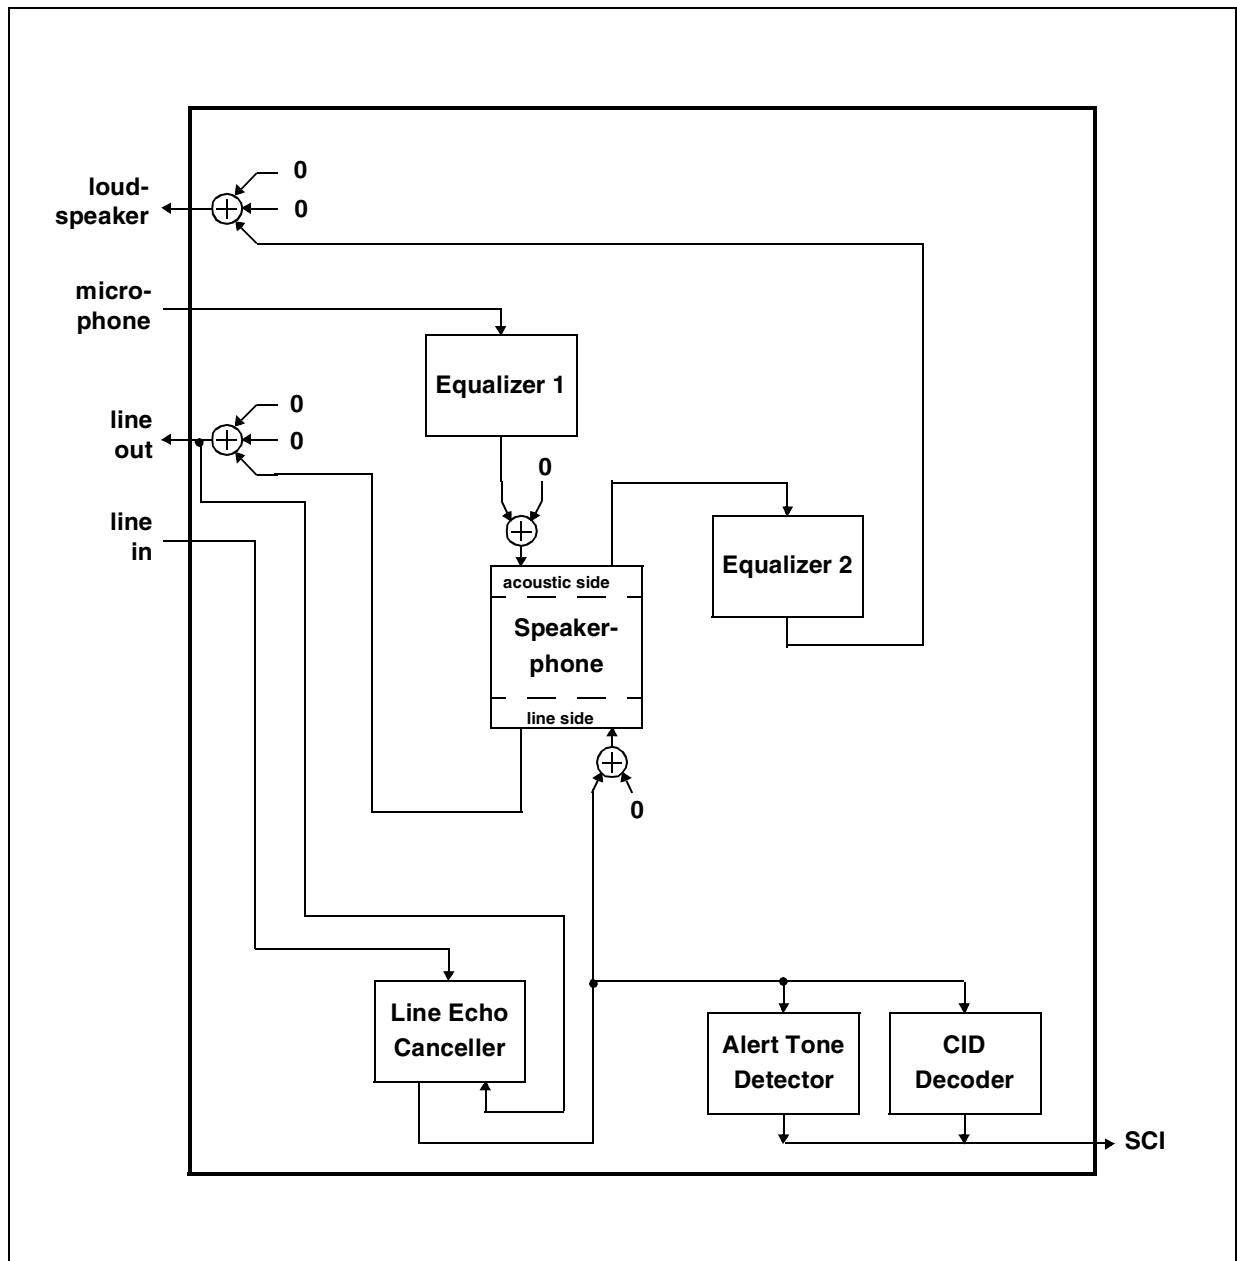 0
loud-
speaker
0
micro-
phone
Equalizer 1
0
line
out
0
0
line
in
Equalizer 2
acoustic side
Speaker-
phone
line side
0
Line Echo
Canceller
Alert Tone
Detector
CID
Decoder
SCI